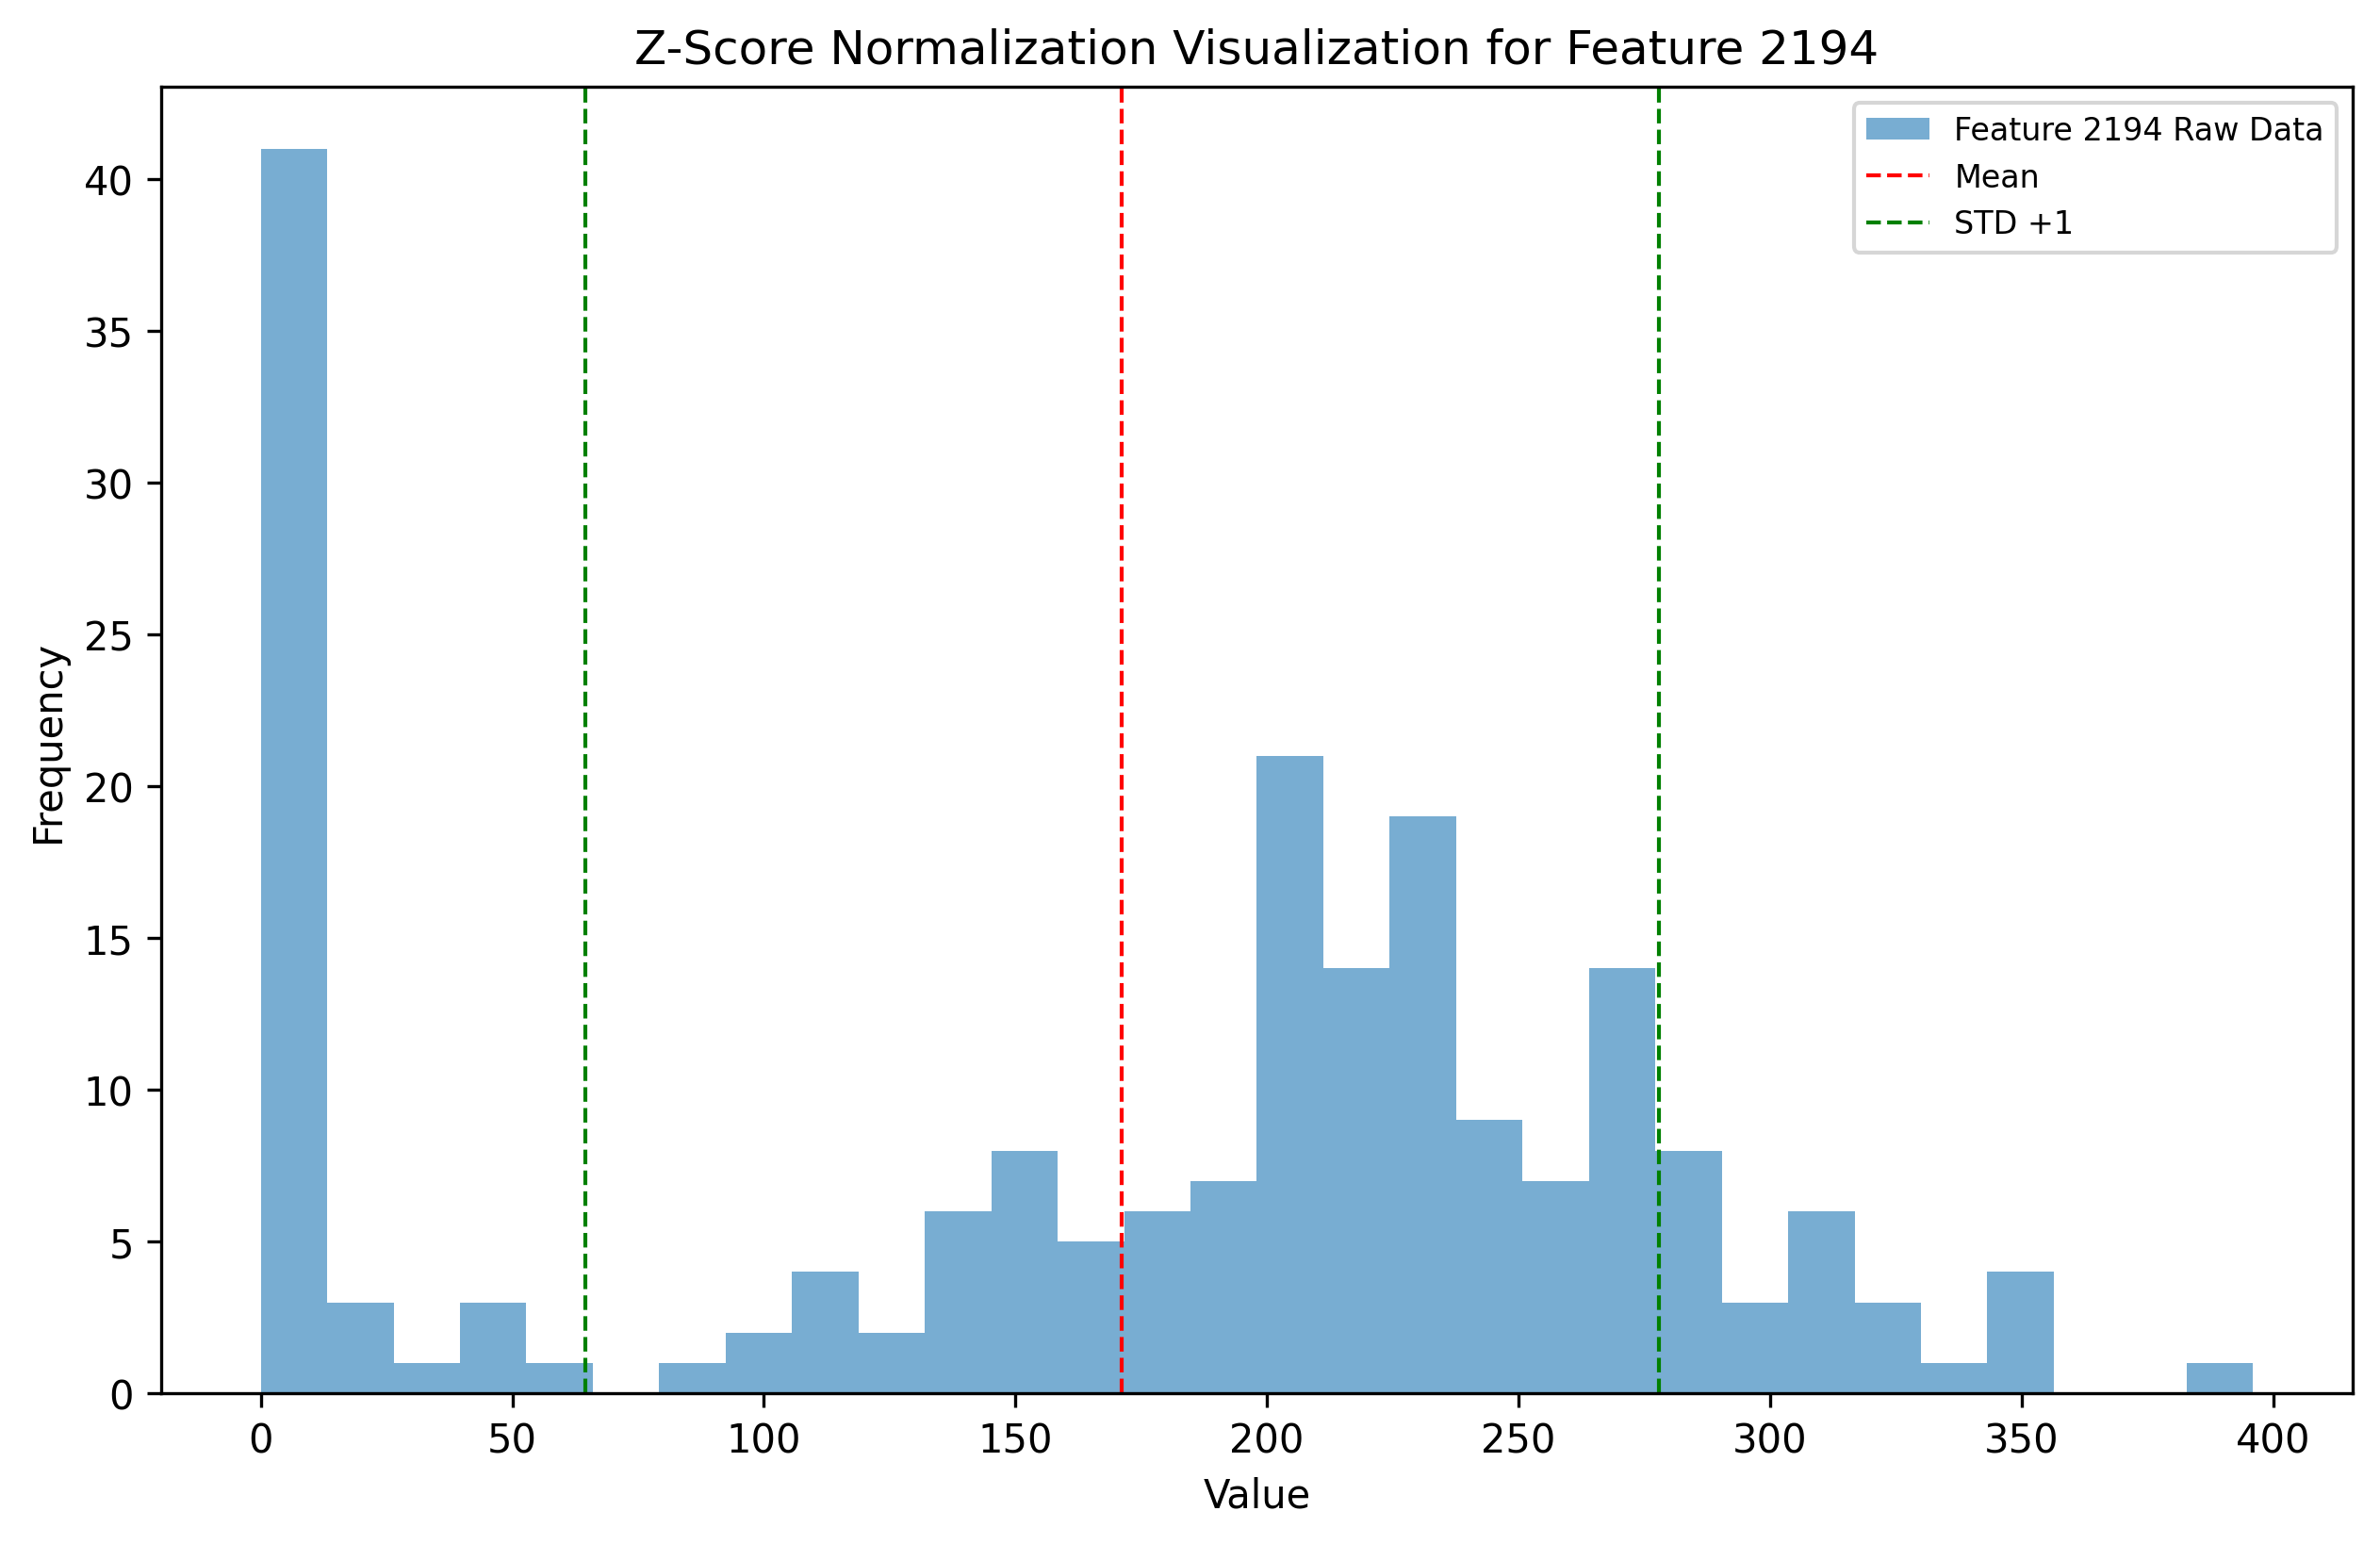 Z-Score Normalization Visualization for Feature 2194
Feature 2194 Raw Data
Mean
STD +1
40
35
30
25
20
15
10
5
0
Frequency
0 50 100 150 200 250 300 350 400
Value